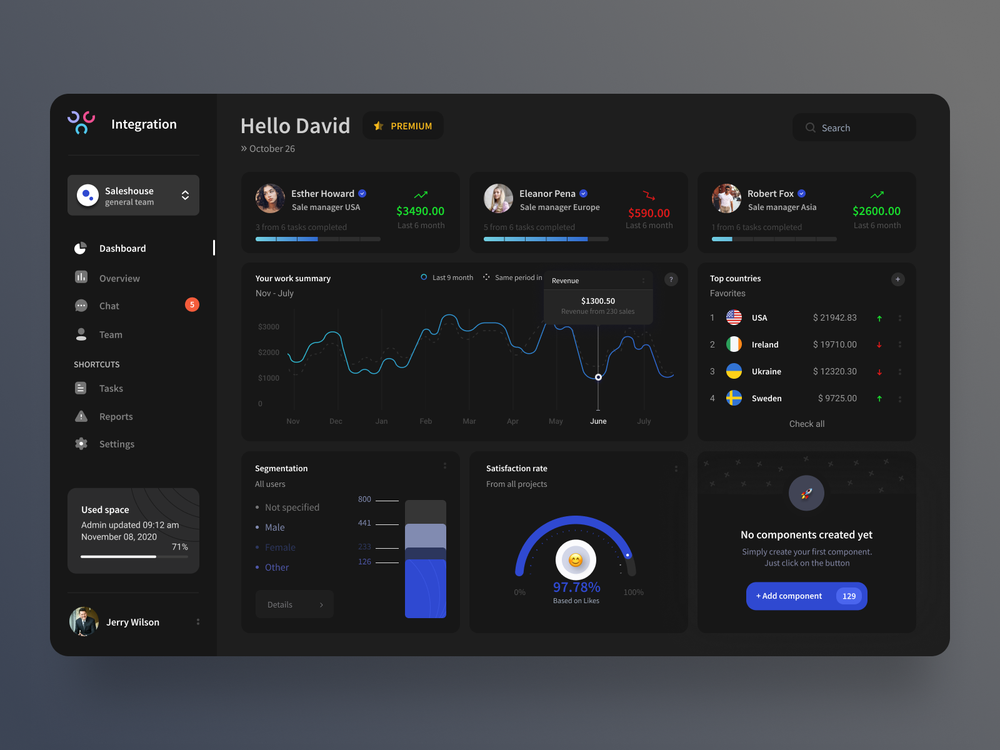 Integration
Saleshouse
general team
Dashboard
Overview
Chat
5
Team
SHORTCUTS
Tasks
Reports
Settings
Used space
Admin updated 09:12 am
November 08, 2020
71%
Jerry Wilson
Hello David
PREMIUM
» October 26
Search
Esther Howard
Sale manager USA
3 from 6 tasks completed
$3490.00
Last 6 month
Eleanor Pena
Sale manager Europe
5 from 6 tasks completed
$590.00
Last 6 month
Robert Fox
Sale manager Asia
1 from 6 tasks completed
$2600.00
Last 6 month
Your work summary
Nov - July
Last 9 month
Same period in
Revenue
$1300.50
Revenue from 230 sales
?
$3000
$2000
$1000
0
Nov Dec Jan Feb Mar Apr May June July
Top countries
+
Favorites
1 USA $ 21942.83
2 Ireland $ 19710.00
3 Ukraine $ 12320.30
4 Sweden $ 9725.00
Check all
Segmentation
All users
Not specified
Male
Female
Other
800
441
233
126
Details
Satisfaction rate
From all projects
97.78%
0%
100%
Based on Likes
No components created yet
Simply create your first component.
Just click on the button
+ Add component 129